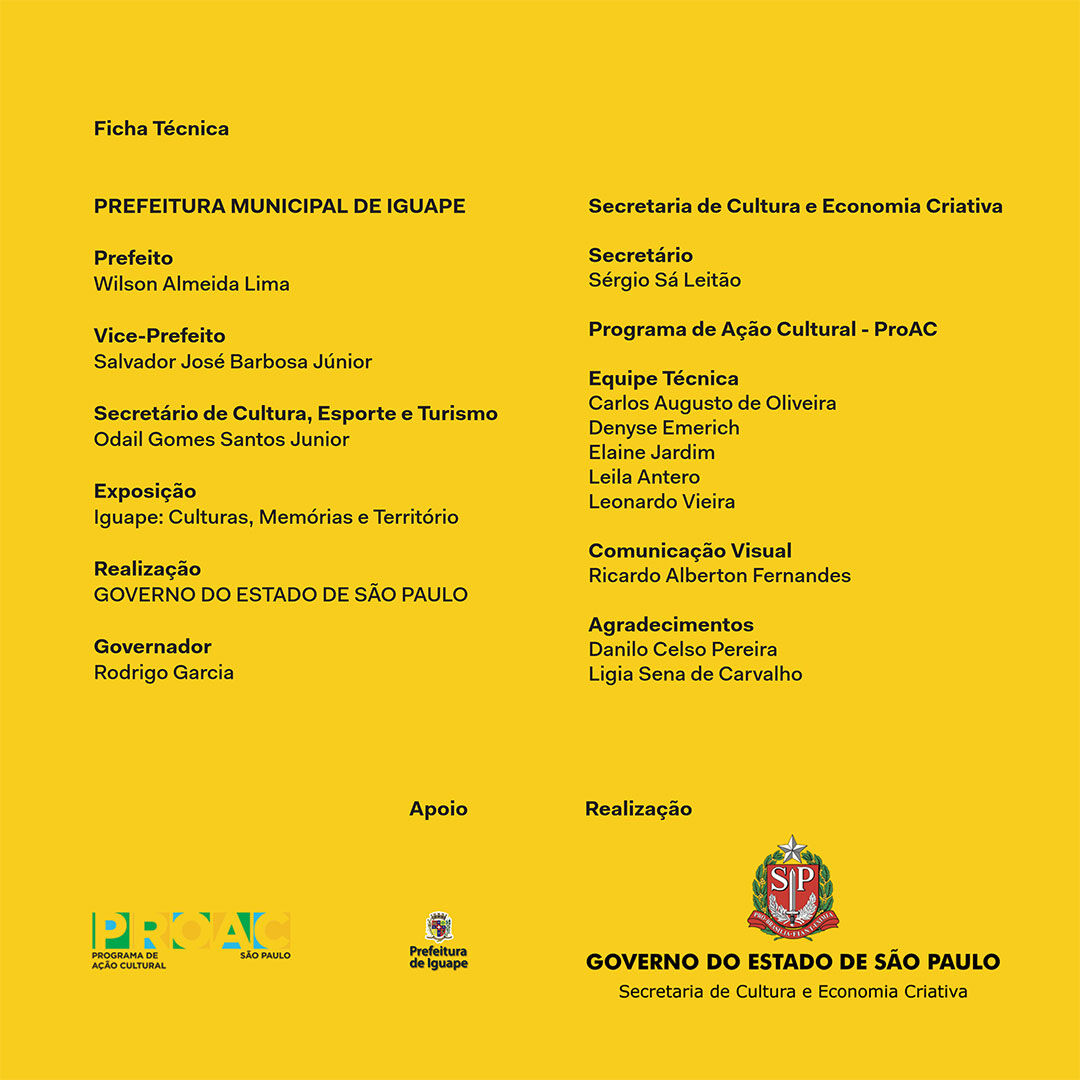 Ficha Técnica
PREFEITURA MUNICIPAL DE IGUAPE
Prefeito
Wilson Almeida Lima
Vice-Prefeito
Salvador José Barbosa Júnior
Secretário de Cultura, Esporte e Turismo
Odail Gomes Santos Junior
Exposição
Iguape: Culturas, Memórias e Território
Realização
GOVERNO DO ESTADO DE SÃO PAULO
Governador
Rodrigo Garcia
Secretaria de Cultura e Economia Criativa
Secretário
Sérgio Sá Leitão
Programa de Ação Cultural - ProAC
Equipe Técnica
Carlos Augusto de Oliveira
Denyse Emerich
Elaine Jardim
Leila Antero
Leonardo Vieira
Comunicação Visual
Ricardo Alberton Fernandes
Agradecimentos
Danilo Celso Pereira
Ligia Sena de Carvalho
PROAC
PROGRAMA DE
AÇÃO CULTURAL
SÃO PAULO
Apoio
Prefeitura
de Iguape
Realização
SP
PRO·BRASILIA·FIANT·EXIMIA
GOVERNO DO ESTADO DE SÃO PAULO
Secretaria de Cultura e Economia Criativa